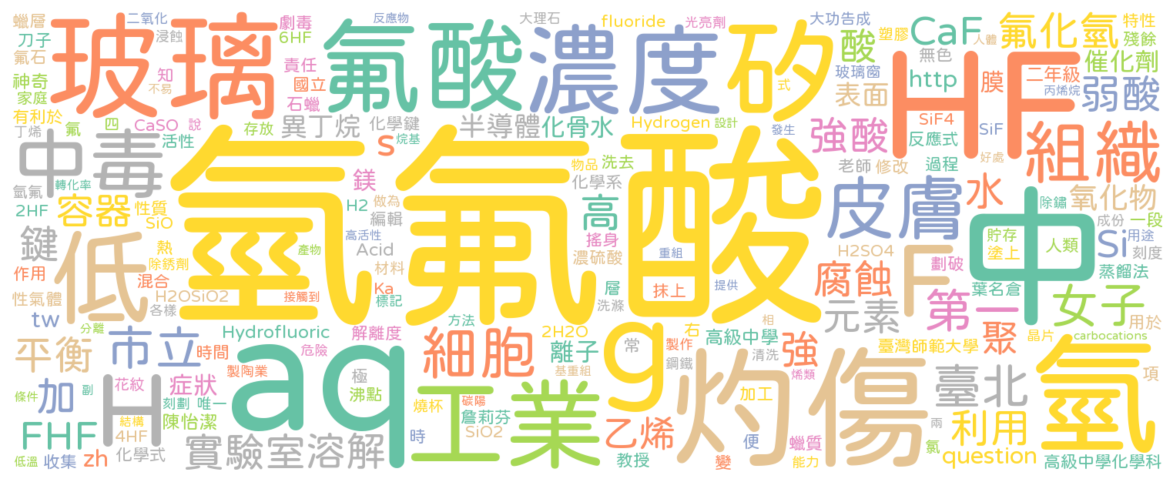 蠟層 二氧化 劇毒 反應物 大理石 fluoride 光亮劑 大功告成 塑膠 人體 特性
刀子 浸蝕 6HF 氟化氫 殘餘
氟石 玻璃 氟酸 濃度 矽 酸 CaF 催化劑
神奇 知 責任 玻璃窗 無色
家庭 不易 國立 式 表面 http 膜 二年級 丙烯烷 弱酸
有利於 石蠟 HF
丁烯 氟 四 CaSO 說 存放 異丁烷 化學鍵 半導體 化骨水 Hydrogen 設計 發生 強酸 SiF4 SiF 組織
活性 s 烷基 物品 洗去 老師 修改 反應式 過程 好處
中毒 氫氟酸 皮膚 水 除鏽
氬氟 轉化率 鎂 化學系 氧化物 成份 一段
2HF 容器 性質 SiO H2 做為 編輯 高 搖身 中 貯存 人類 用途
鍵 低 熱 高活性 Acid 濃硫酸 重組 H2SO4 F 塗上 Si 刻度
作用 除銹劑 產物 材料 層 抹上 提供 腐蝕 劃破 蒸餾法
性氣體 混合 H2OSiO2 接觸到 Ka 標記 洗滌 葉名倉
tw 各樣 元素 第一 女子 用於
分離 Hydrofluoric 解離度 方法 2H2O 右 製作 高級中學 相 臺灣師範大學 晶片 carbocations
平衡 市立 時間 危險 aq 細胞 離子 常 鋼鐵 清洗 強 聚
條件 副 花紋 製陶業 極 基重組 g 灼傷 烯類 臺北 氫 項
加 H 刻劃 唯一 症狀 沸點 碳陽 工業 詹莉芬 加工
結構 陳怡潔 燒杯 乙烯 便 蠟質 兩 利用
FHF 4HF 實驗室溶解 時 SiO2 能力 氯 question
低溫 收集 zh 化學式 教授 變 高級中學化學科